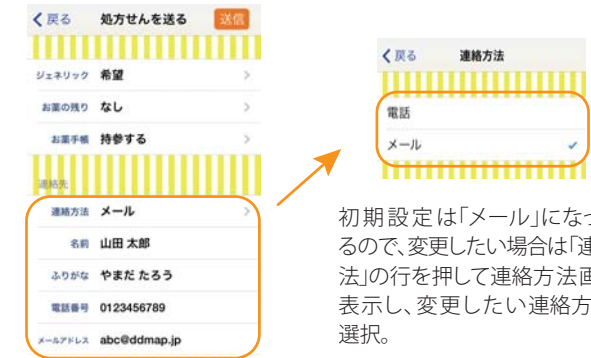 戻る 処方せんを送る 送信
ジェネリック 希望
お薬の残り なし
お薬手帳 持参する
連絡先
連絡方法 メール
名前 山田 太郎
ふりがな やまだ たろう
電話番号 0123456789
メールアドレス abc@ddmap.jp
戻る 連絡方法
電話
メール
初期設定は「メール」になっ
るので、変更したい場合は「連
法」の行を押して連絡方法画
表示し、変更したい連絡方
選択。